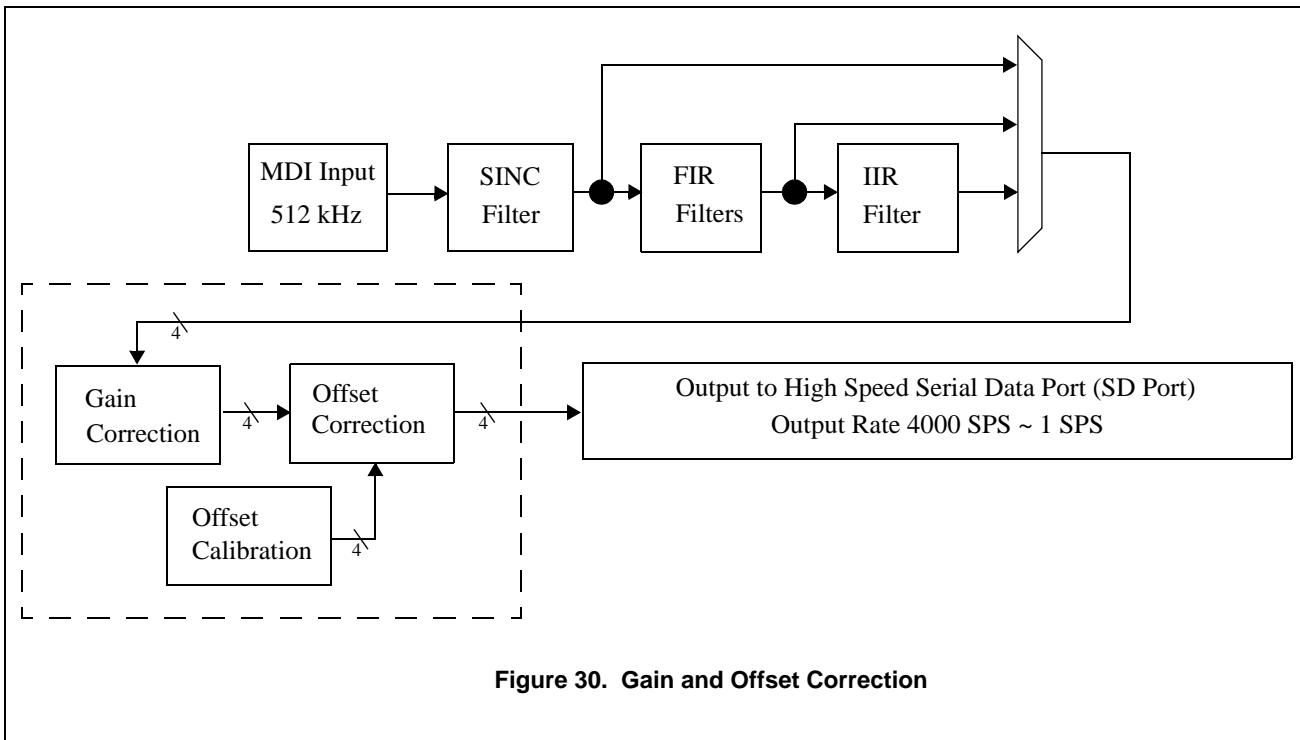 MDI Input
512 kHz
SINC
Filter
FIR
Filters
IIR
Filter
4
Gain
Correction
4
Offset
Correction
4
Output to High Speed Serial Data Port (SD Port)
Output Rate 4000 SPS ~ 1 SPS
Offset
Calibration
4
Figure 30. Gain and Offset Correction